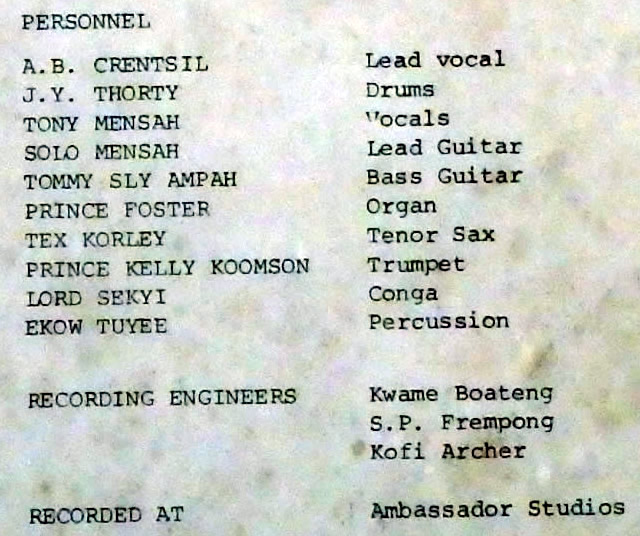 PERSONNEL
A.B. CRENTSIL Lead vocal
J.Y. THORTY Drums
TONY MENSAH Vocals
SOLO MENSAH Lead Guitar
TOMMY SLY AMPAH Bass Guitar
PRINCE FOSTER Organ
TEX KORLEY Tenor Sax
PRINCE KELLY KOOMSON Trumpet
LORD SEKYI Conga
EKOW TUYEE Percussion
RECORDING ENGINEERS Kwame Boateng
S.P. Frempong
Kofi Archer
RECORDED AT Ambassador Studios